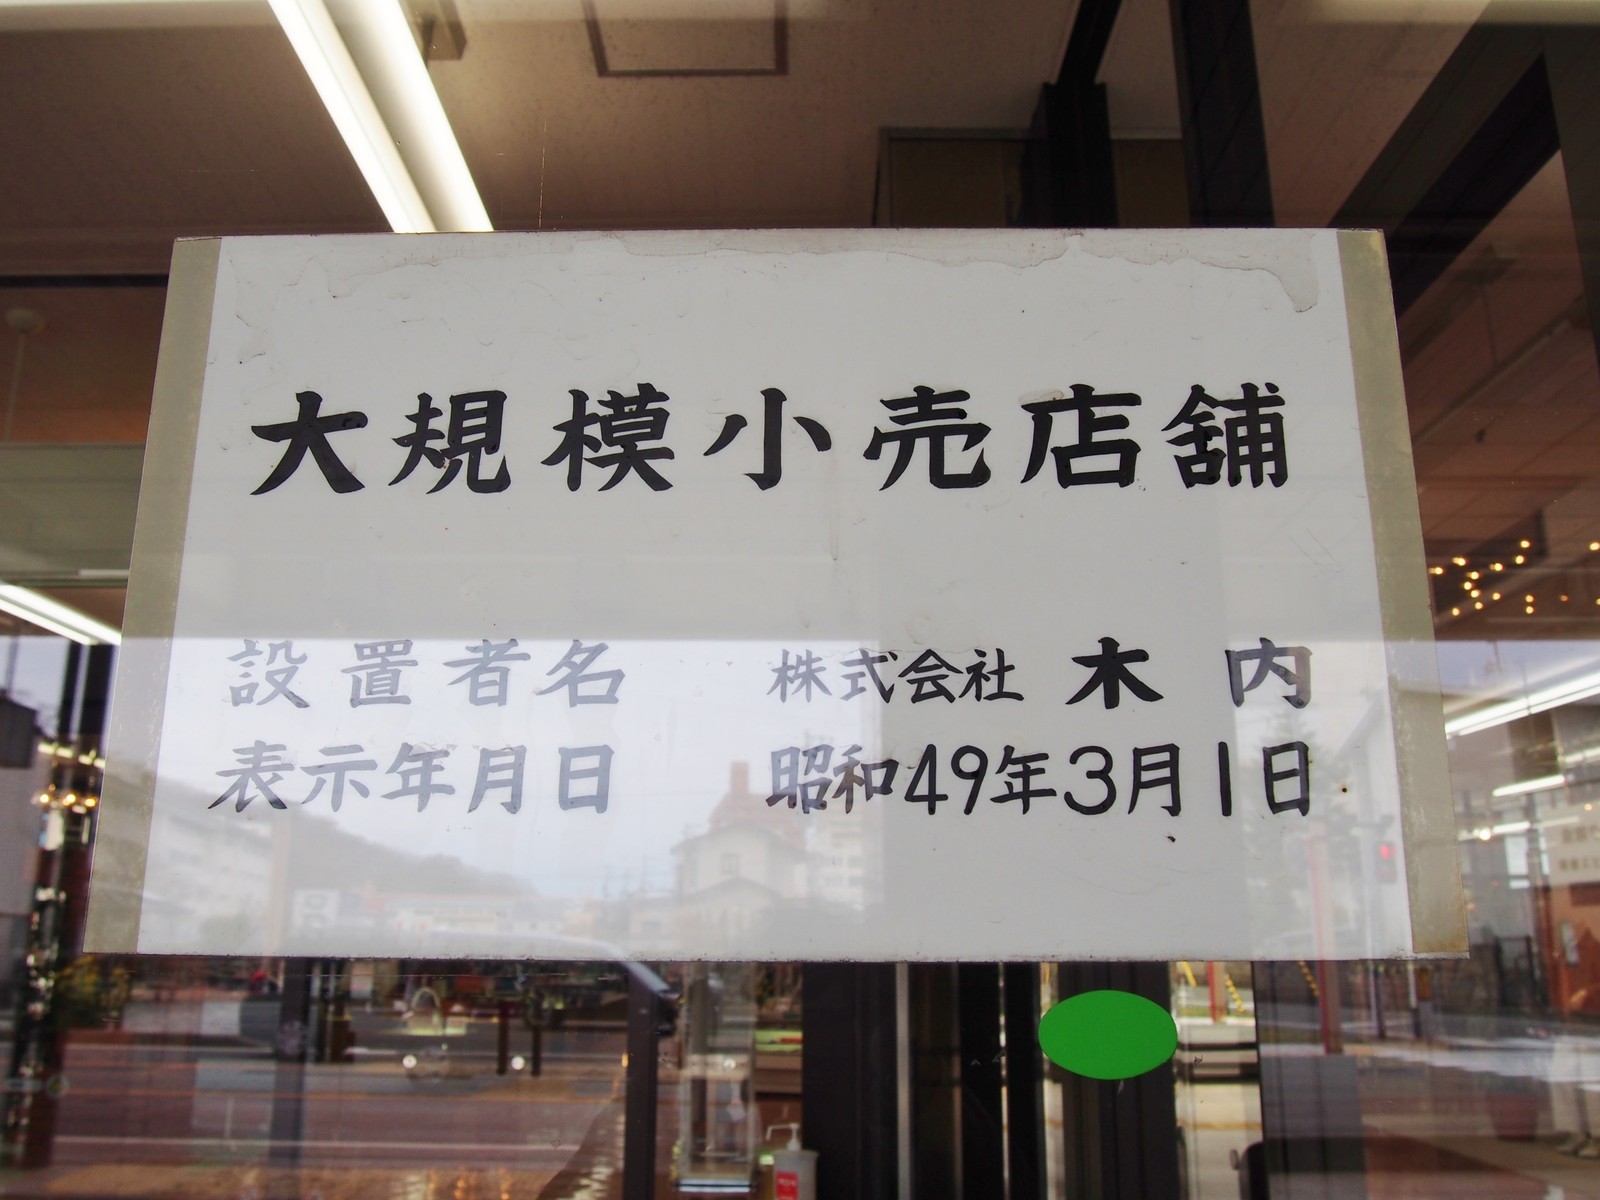 大規模小売店舗
設置者名 株式会社 木内
表示年月日 昭和49年3月1日